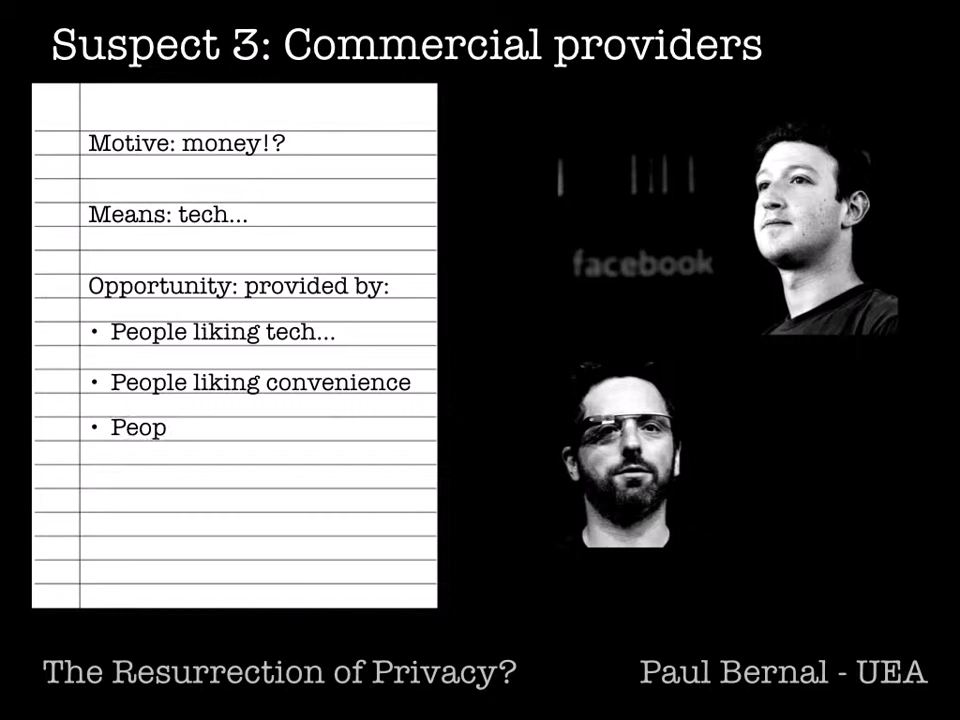 Suspect 3: Commercial providers
Motive: money!?
Means: tech...
Opportunity: provided by:
• People liking tech...
• People liking convenience
• Peop
facebook
The Resurrection of Privacy?
Paul Bernal - UEA